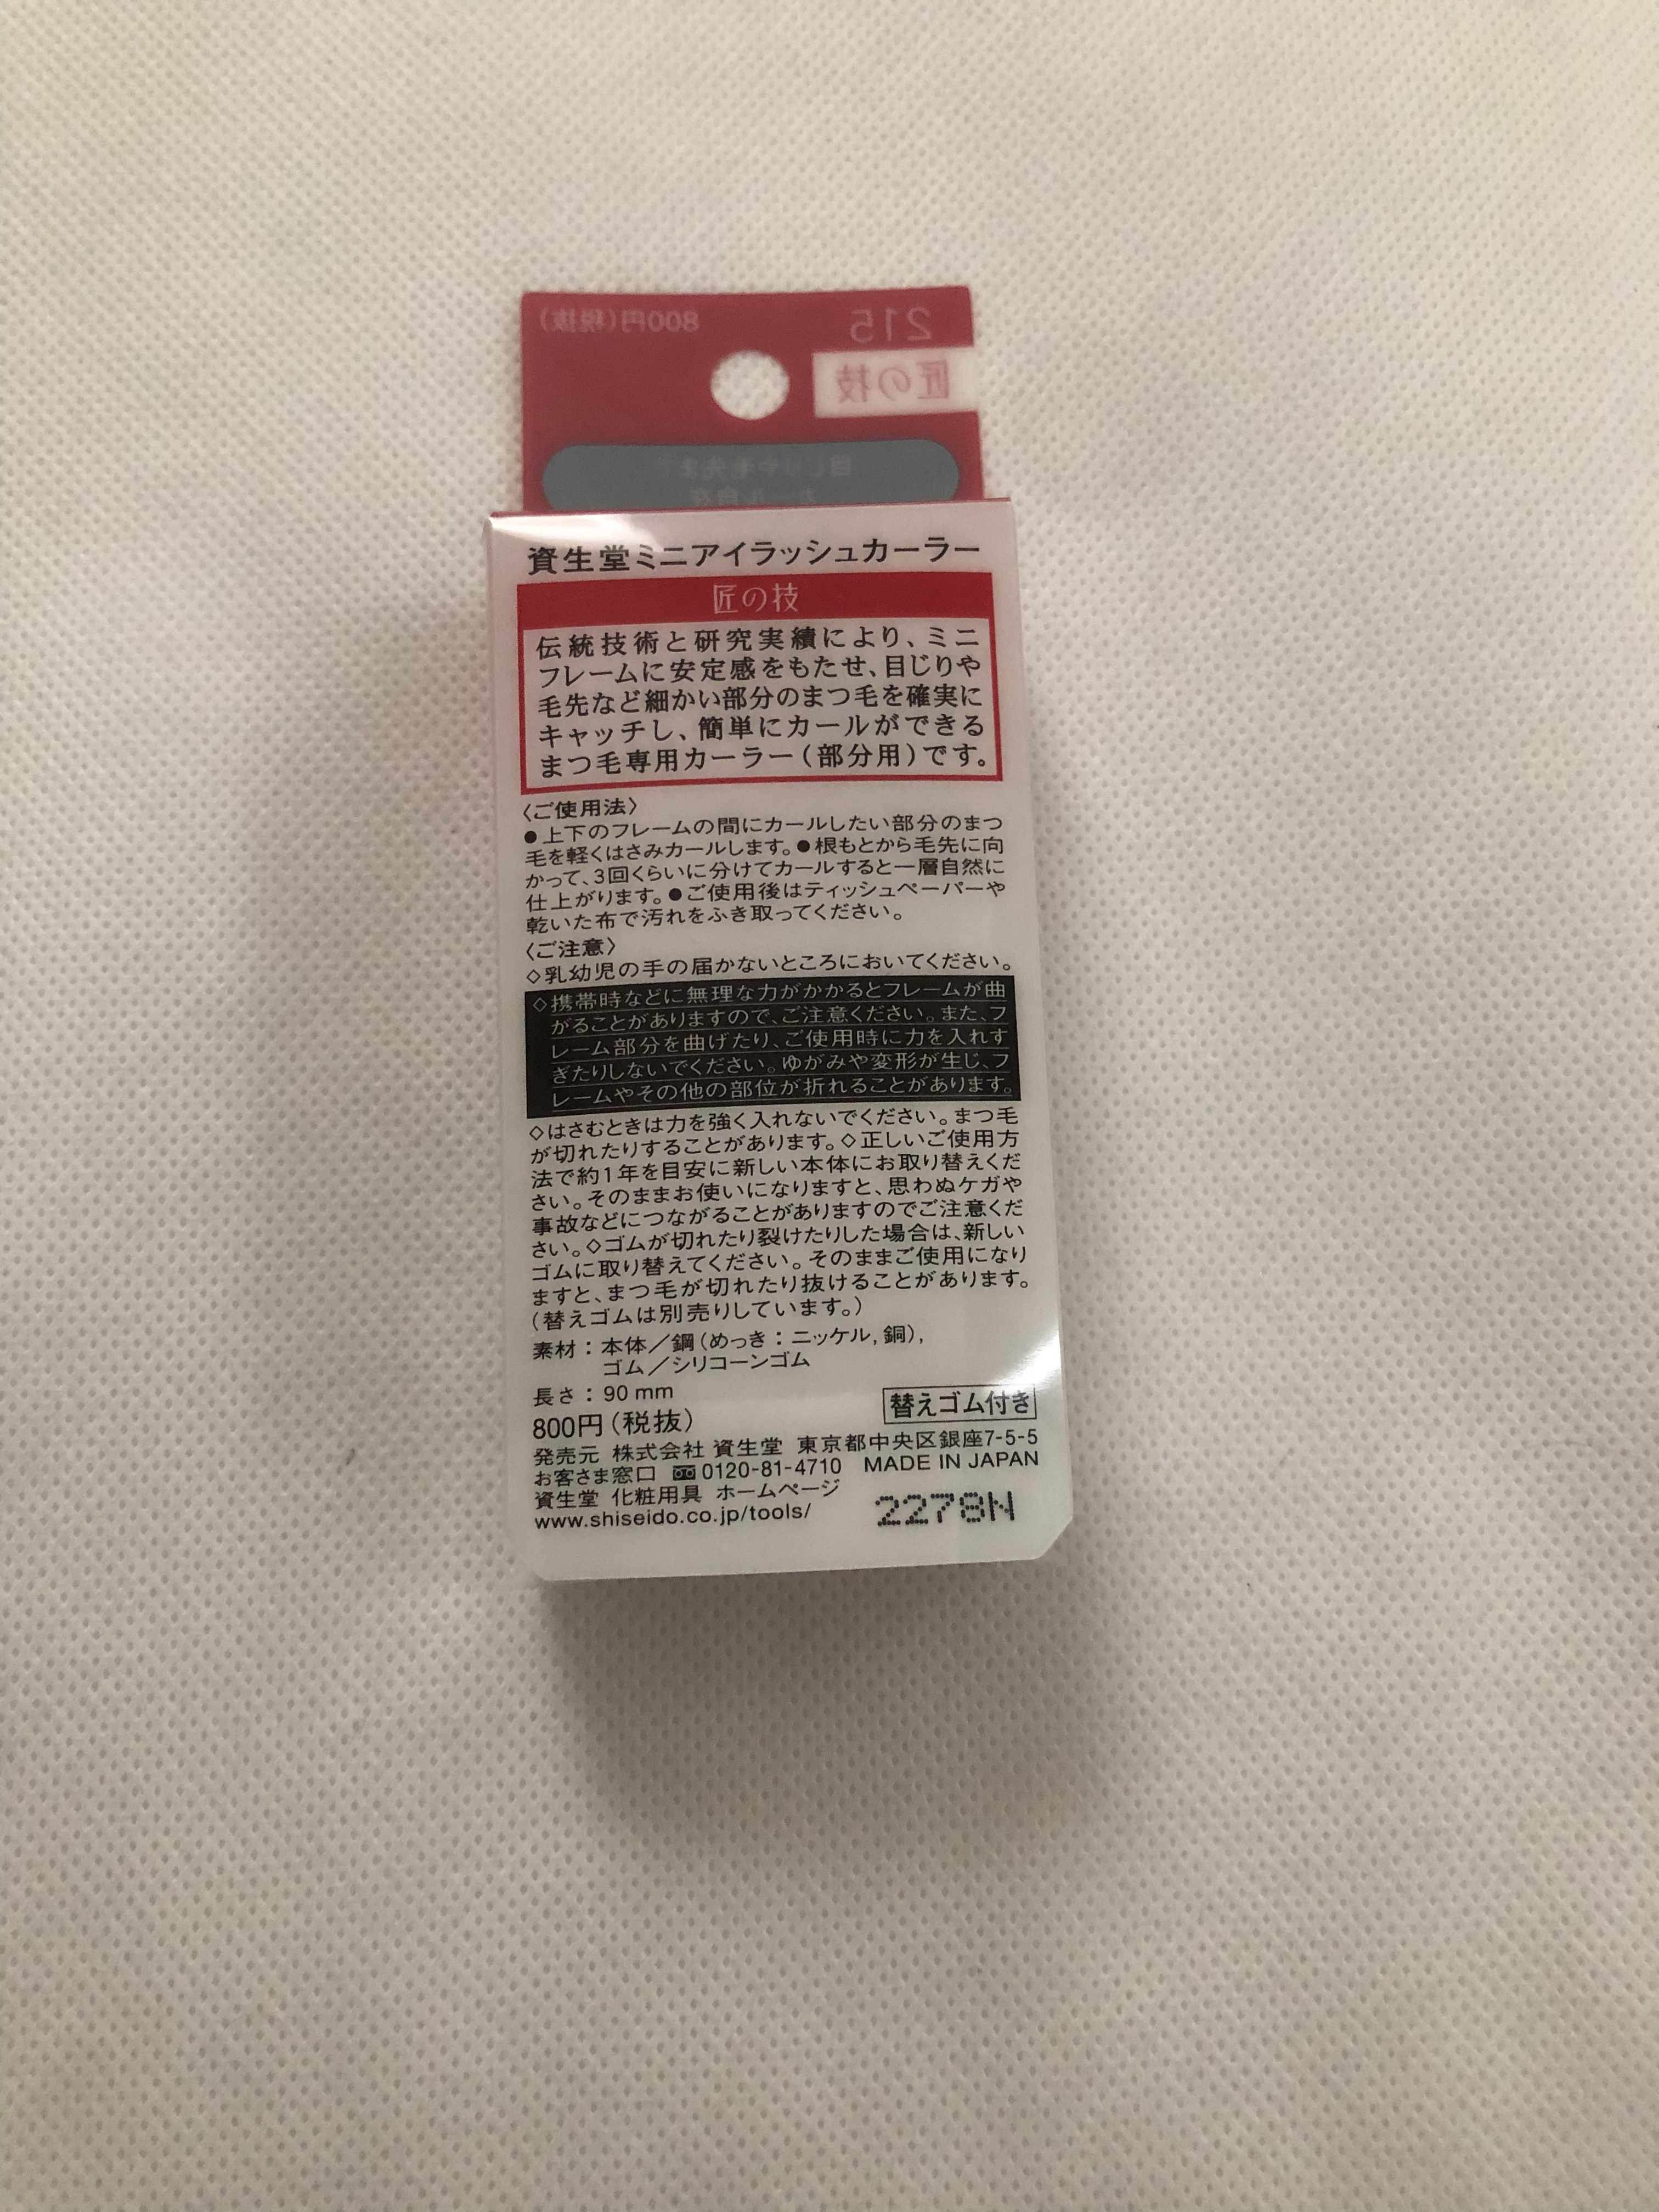 800円(税抜)
215
匠の技
目じりや毛先まで
カール自在
資生堂ミニアイラッシュカーラー
匠の技
伝統技術と研究実績により、ミニ
フレームに安定感をもたせ、目じりや
毛先など細かい部分のまつ毛を確実に
キャッチし、簡単にカールができる
まつ毛専用カーラー(部分用)です。
〈ご使用法〉
●上下のフレームの間にカールしたい部分のまつ
毛を軽くはさみカールします。●根もとから毛先に向
かって、3回くらいに分けてカールすると一層自然に
仕上がります。●ご使用後はティッシュペーパーや
乾いた布で汚れをふき取ってください。
〈ご注意〉
◇乳幼児の手の届かないところにおいてください。
◇携帯時などに無理な力がかかるとフレームが曲
がることがありますので、ご注意ください。また、フ
レーム部分を曲げたり、ご使用時に力を入れす
ぎたりしないでください。ゆがみや変形が生じ、フ
レームやその他の部位が折れることがあります。
◇はさむときは力を強く入れないでください。まつ毛
が切れたりすることがあります。◇正しいご使用方
法で約1年を目安に新しい本体にお取り替えくだ
さい。そのままお使いになりますと、思わぬケガや
事故などにつながることがありますのでご注意くだ
さい。◇ゴムが切れたり裂けたりした場合は、新しい
ゴムに取り替えてください。そのままご使用になり
ますと、まつ毛が切れたり抜けることがあります。
(替えゴムは別売りしています。)
素材：本体／鋼(めっき：ニッケル, 銅),
ゴム／シリコーンゴム
長さ：90 mm
替えゴム付き
800円(税抜)
発売元 株式会社 資生堂 東京都中央区銀座7-5-5
お客さま窓口 0120-81-4710 MADE IN JAPAN
資生堂 化粧用具 ホームページ
www.shiseido.co.jp/tools/
2278N